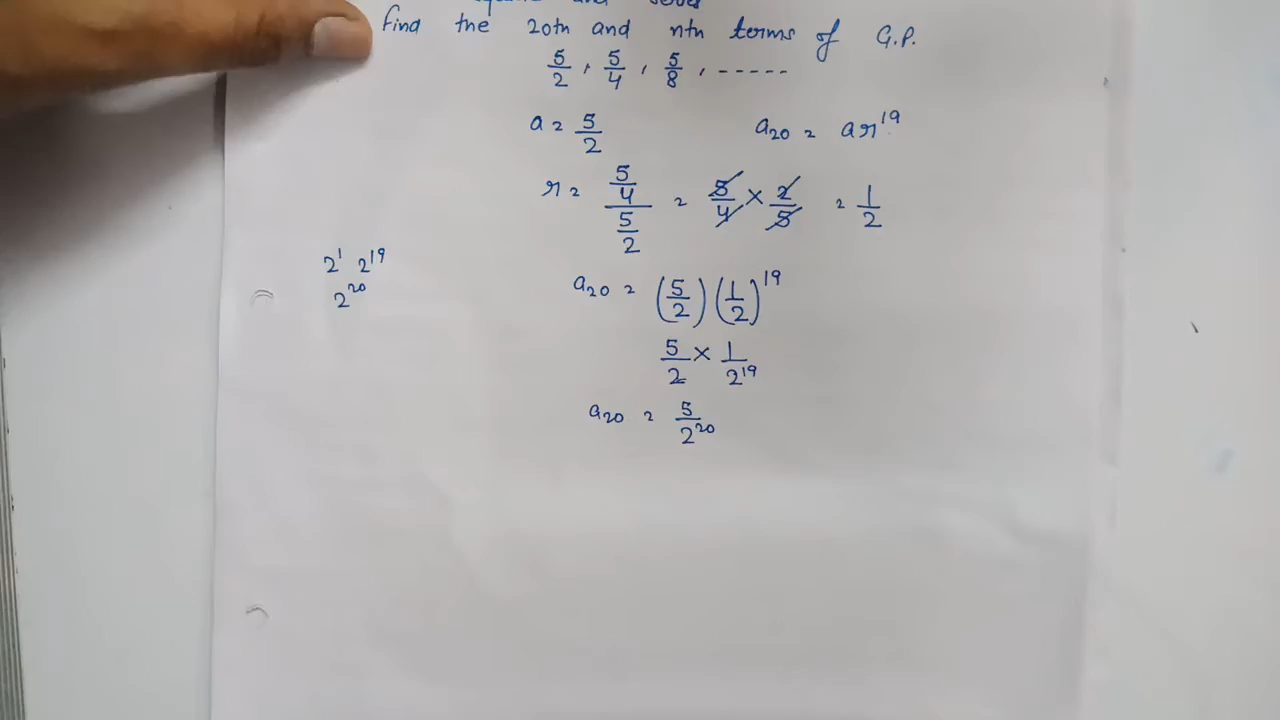 Find the 20th and nth terms of G.P.
5/2, 5/4, 5/8, -----
a = 5/2 a20 = ar^19
r = (5/4)/(5/2) = 5/4 × 2/5 = 1/2
2^1 2^19
2^20
a20 = (5/2)(1/2)^19
5/2 × 1/2^19
a20 = 5/2^20